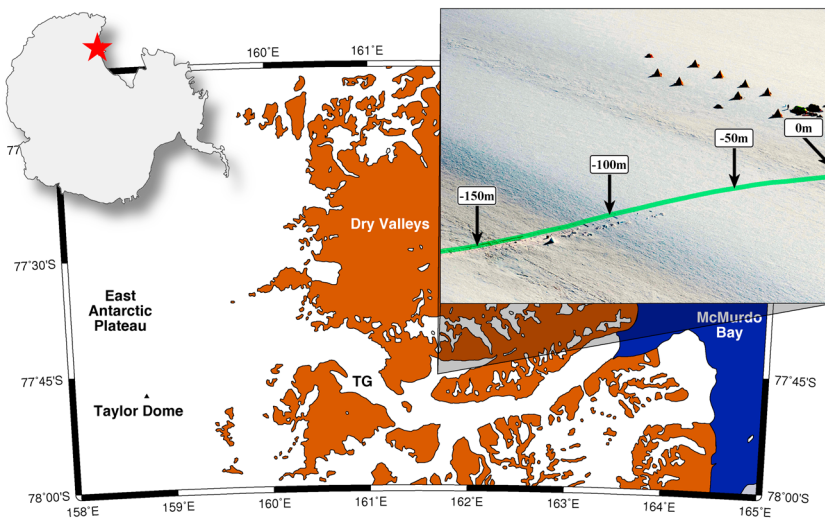 160°E
161°E
0m
-50m
-100m
-150m
77
Dry Valleys
77°30'S
East
Antarctic
Plateau
McMurdo
Bay
77°45'S
TG
77°45'S
Taylor Dome
78°00'S
78°00'S
158°E
159°E
160°E
161°E
162°E
163°E
164°E
165°E